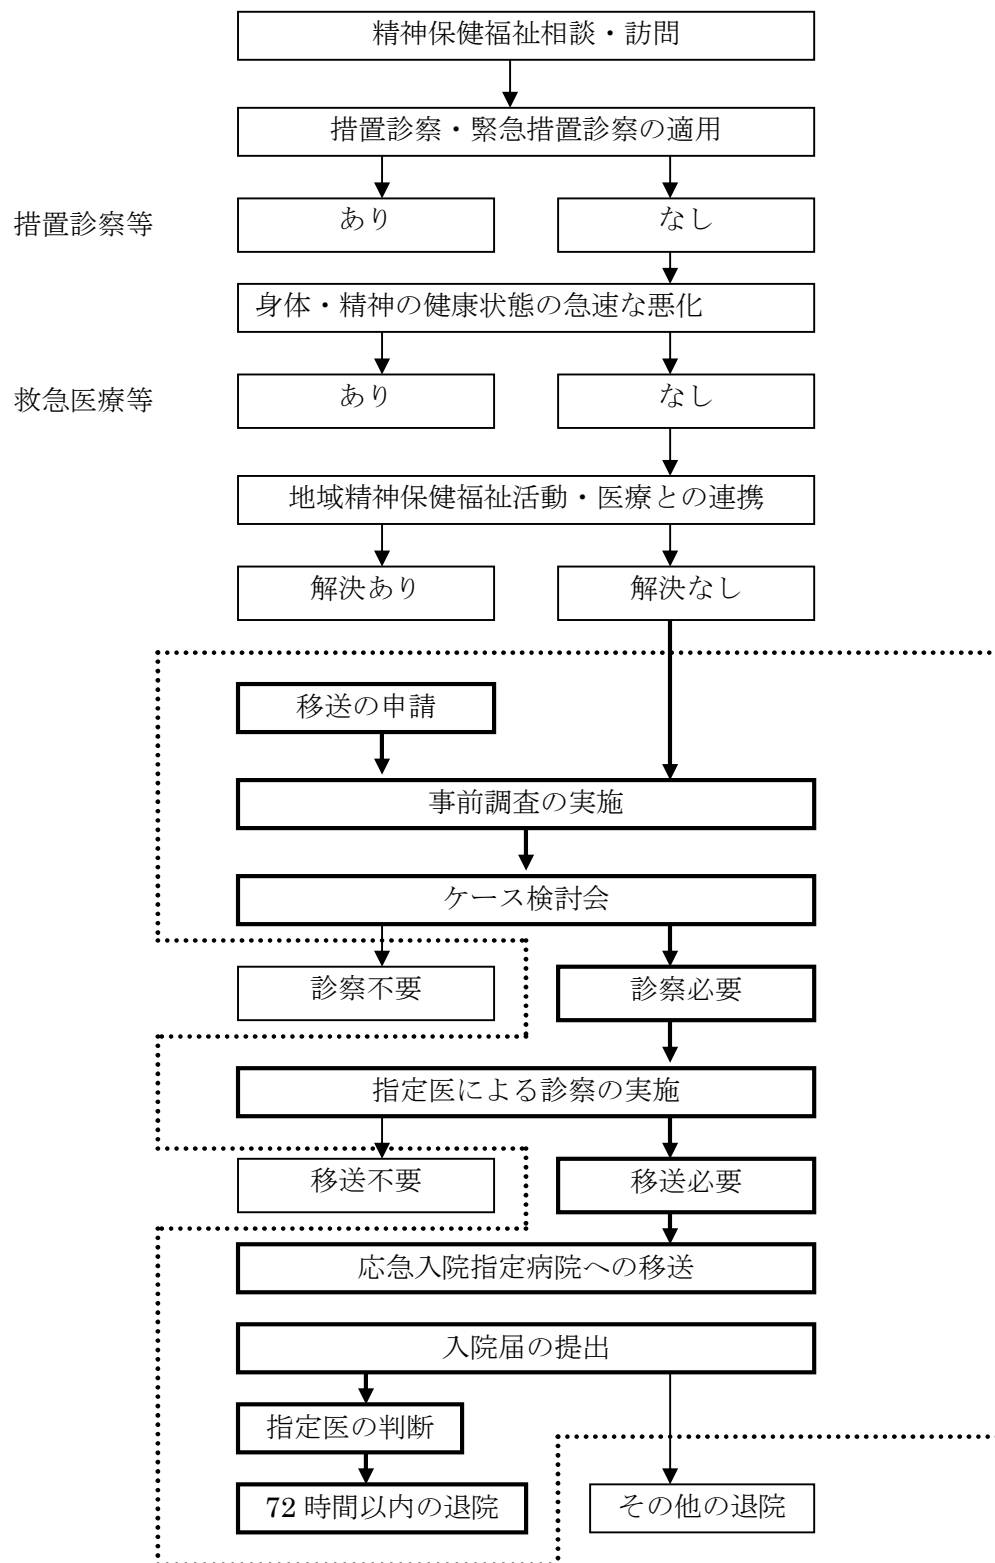 精神保健福祉相談・訪問
措置診察・緊急措置診察の適用
措置診察等
あり
なし
身体・精神の健康状態の急速な悪化
救急医療等
あり
なし
地域精神保健福祉活動・医療との連携
解決あり
解決なし
移送の申請
事前調査の実施
ケース検討会
診察不要
診察必要
指定医による診察の実施
移送不要
移送必要
応急入院指定病院への移送
入院届の提出
指定医の判断
72 時間以内の退院
その他の退院